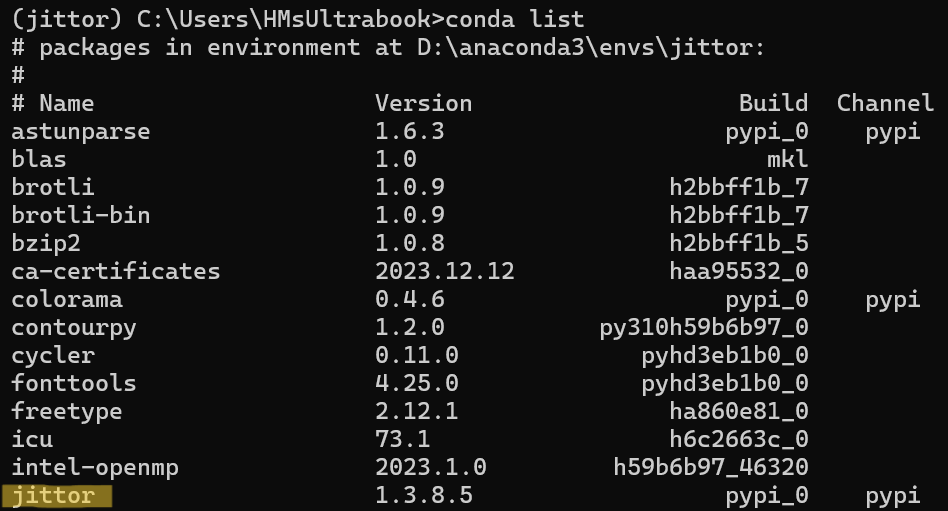 (jittor) C:\Users\HMsUltrabook>conda list
# packages in environment at D:\anaconda3\envs\jittor:
#
# Name Version Build Channel
astunparse 1.6.3 pypi_0 pypi
blas 1.0 mkl
brotli 1.0.9 h2bbff1b_7
brotli-bin 1.0.9 h2bbff1b_7
bzip2 1.0.8 h2bbff1b_5
ca-certificates 2023.12.12 haa95532_0
colorama 0.4.6 pypi_0 pypi
contourpy 1.2.0 py310h59b6b97_0
cycler 0.11.0 pyhd3eb1b0_0
fonttools 4.25.0 pyhd3eb1b0_0
freetype 2.12.1 ha860e81_0
icu 73.1 h6c2663c_0
intel-openmp 2023.1.0 h59b6b97_46320
jittor 1.3.8.5 pypi_0 pypi